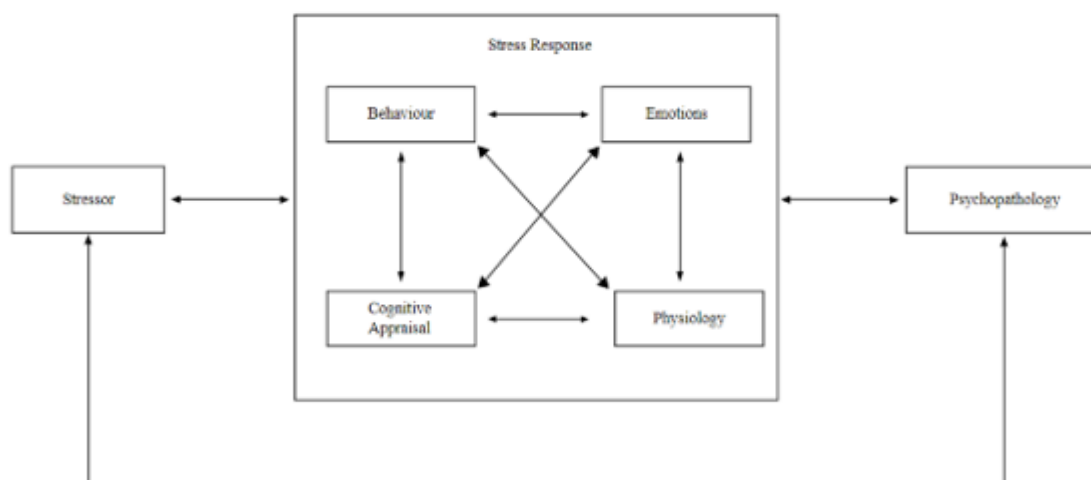 Stress Response
Behaviour
Emotions
Stressor
Psychopathology
Cognitive
Appraisal
Physiology